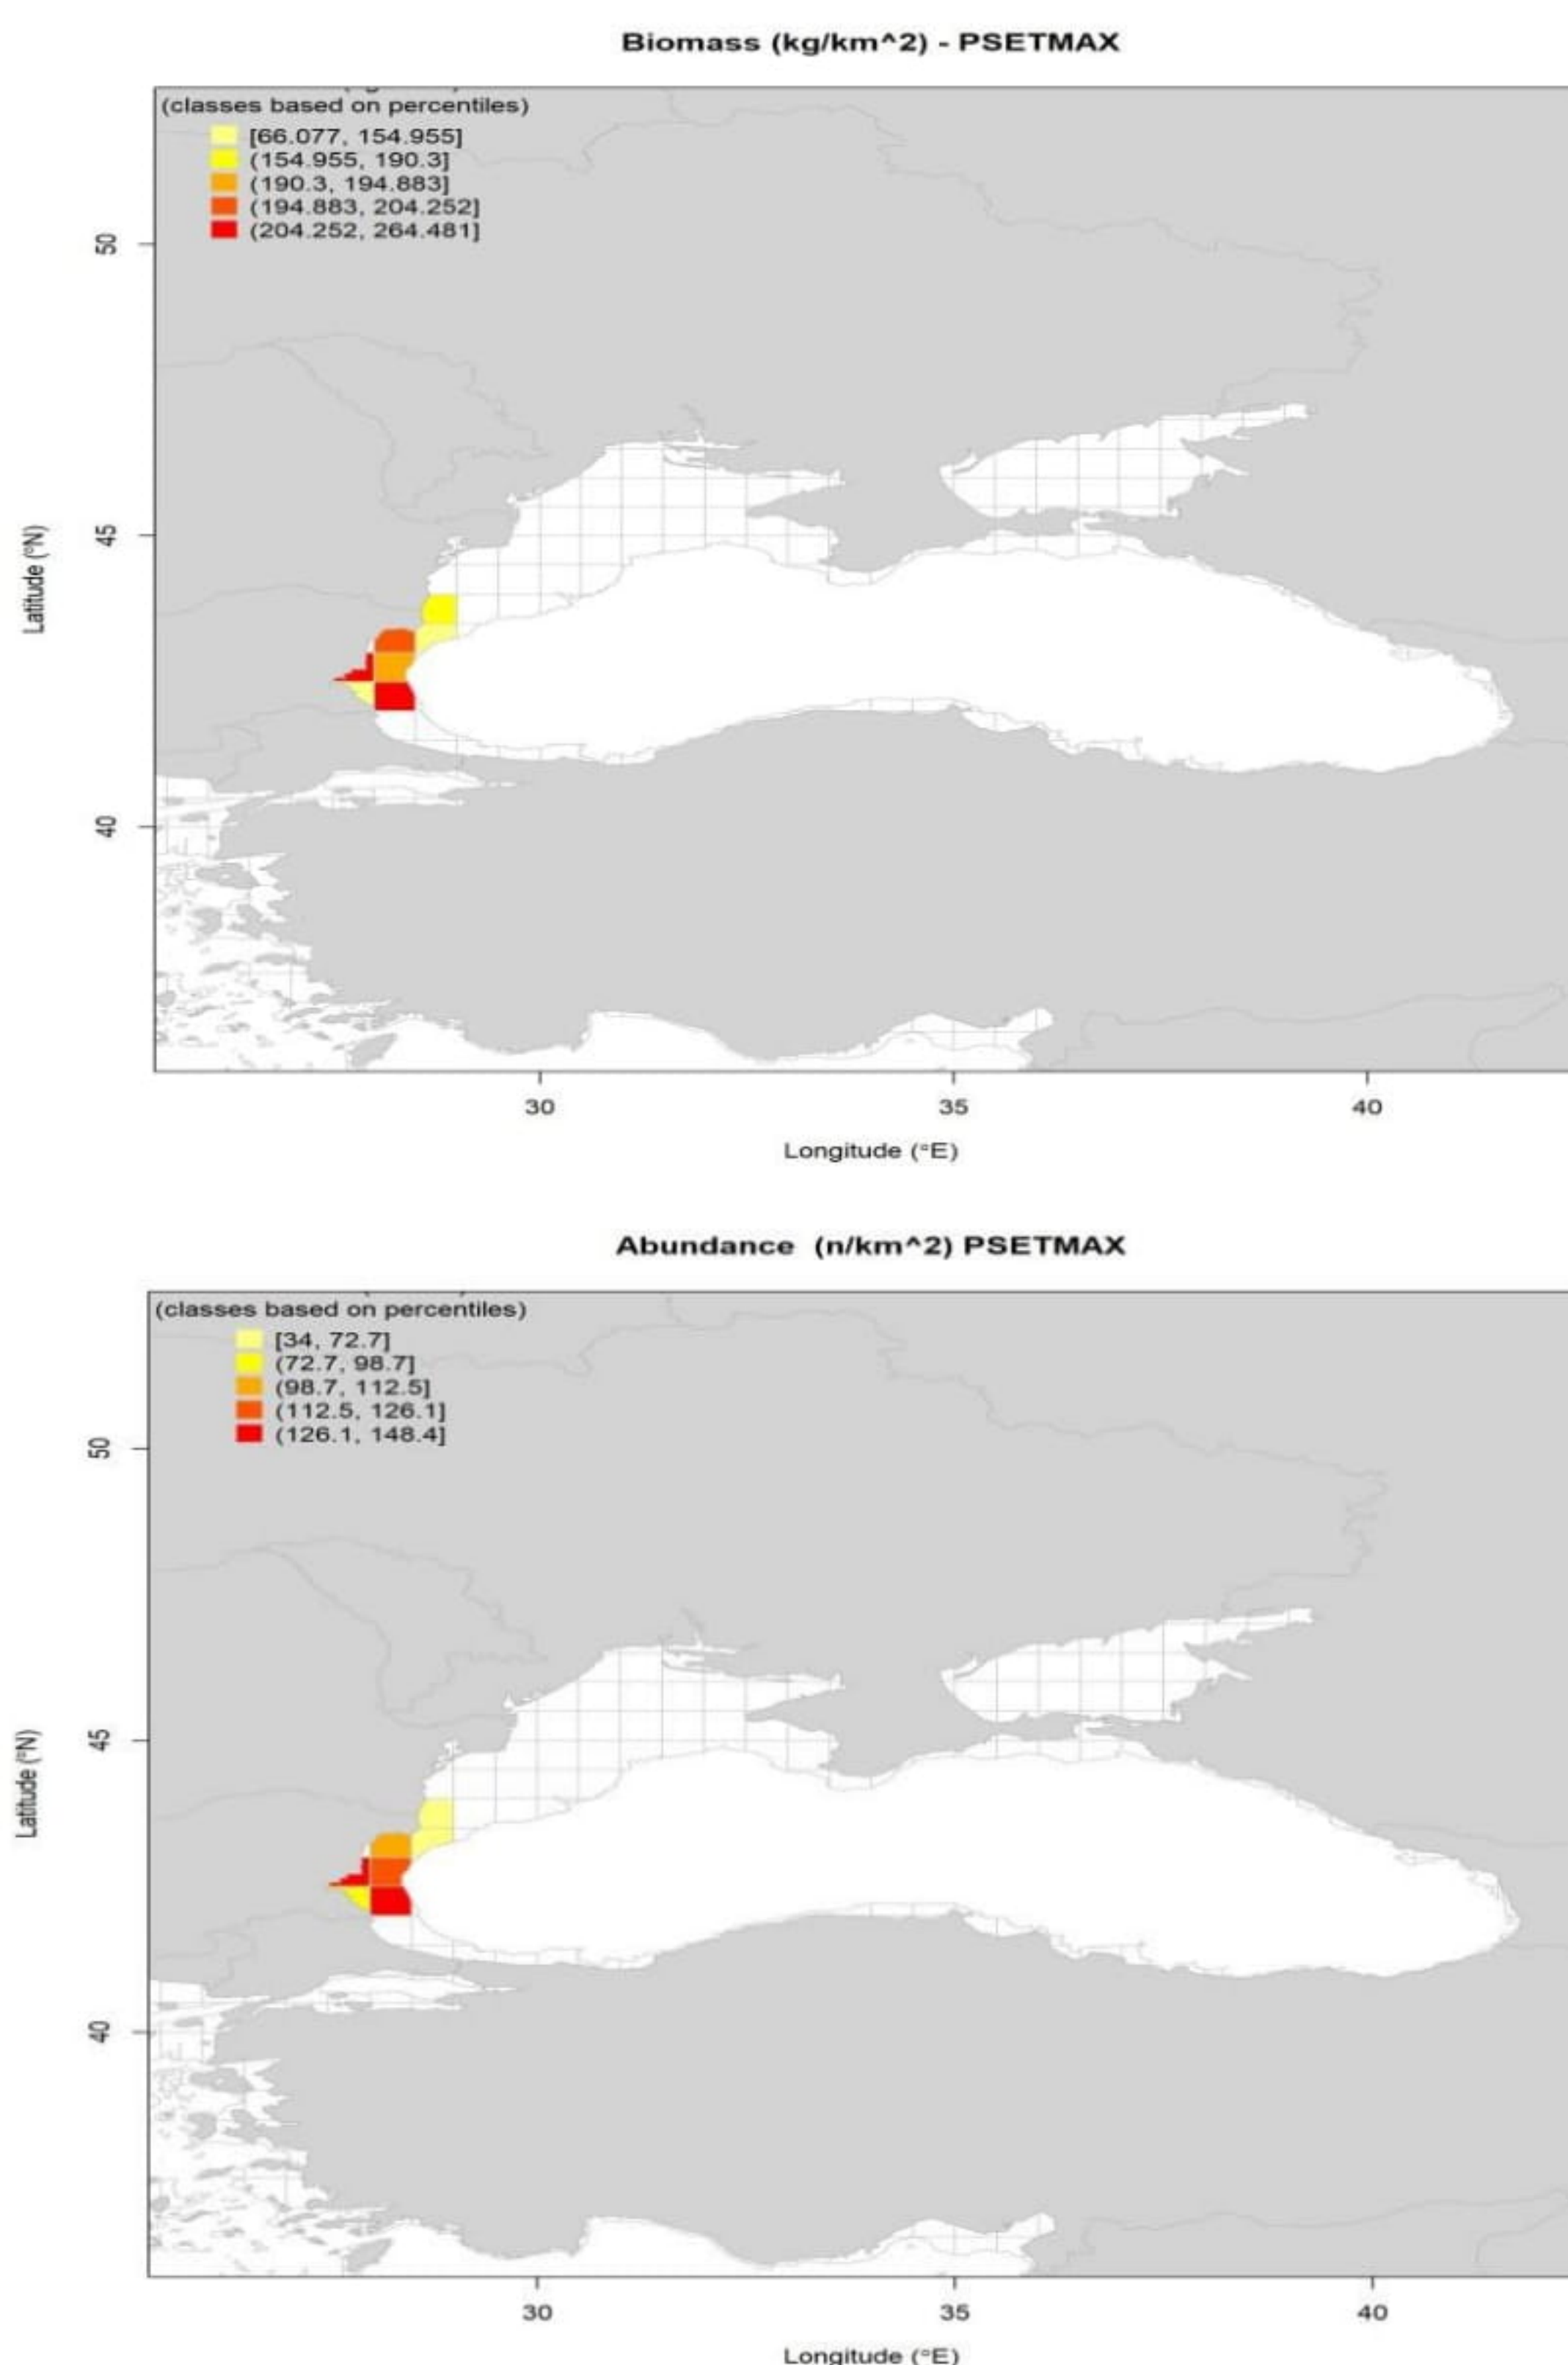 Biomass (kg/km^2) - PSETMAX
(classes based on percentiles)
[66.077, 154.955]
(154.955, 190.3]
(190.3, 194.883]
(194.883, 204.252]
(204.252, 264.481]
50
45
40
Latitude (°N)
30 35 40
Longitude (°E)
Abundance (n/km^2) PSETMAX
(classes based on percentiles)
[34, 72.7]
(72.7, 98.7]
(98.7, 112.5]
(112.5, 126.1]
(126.1, 148.4]
50
45
40
Latitude (°N)
30 35 40
Longitude (°E)